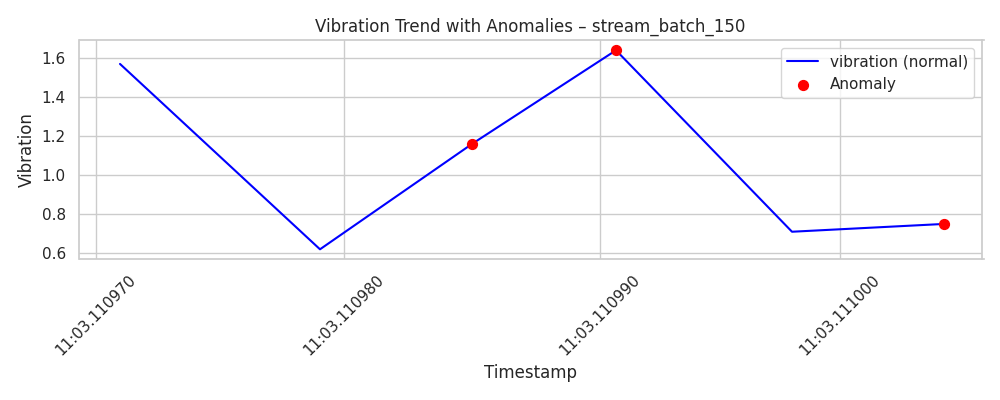 Vibration Trend with Anomalies – stream_batch_150
vibration (normal)
Anomaly
1.6
1.4
1.2
1.0
0.8
0.6
Vibration
11:03.110970
11:03.110980
11:03.110990
11:03.111000
Timestamp